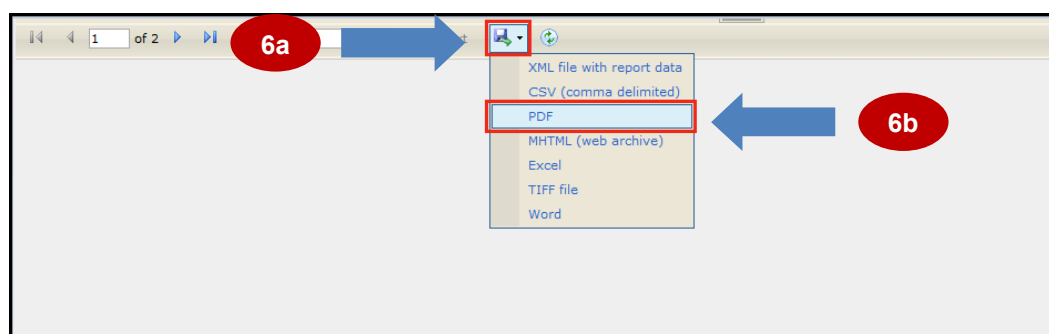 1 of 2
6a
XML file with report data
CSV (comma delimited)
PDF
6b
MHTML (web archive)
Excel
TIFF file
Word